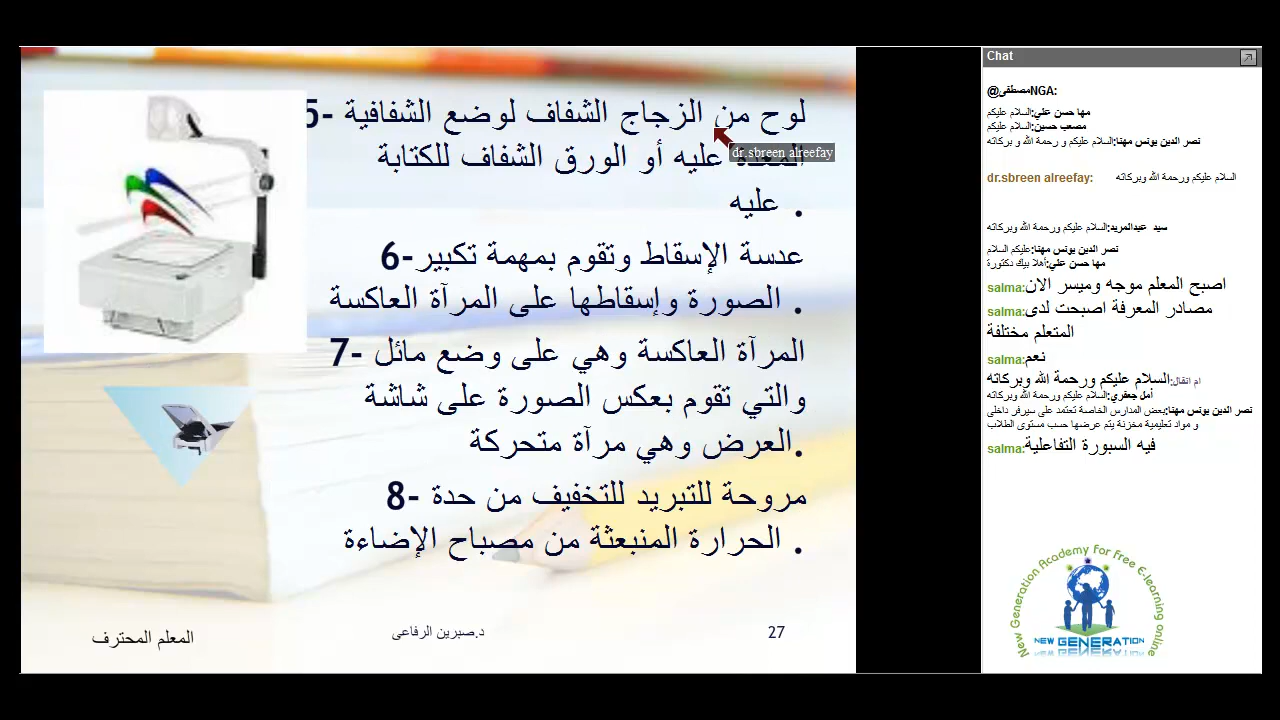 لوح من الزجاج الشفاف لوضع الشفافية -5
المعدة عليه أو الورق الشفاف للكتابة
عليه .
dr.sbreen alreefay
عدسة الإسقاط وتقوم بمهمة تكبير-6
الصورة وإسقاطها على المرآة العاكسة .
المرآة العاكسة وهي على وضع مائل -7
والتي تقوم بعكس الصورة على شاشة
العرض وهي مرآة متحركة.
مروحة للتبريد للتخفيف من حدة -8
الحرارة المنبعثة من مصباح الإضاءة .
المعلم المحترف
د.صبرين الرفاعى
27
Chat
@مصطفىNGA:
مها حسن علي:السلام عليكم
مصعب حسين:السلام عليكم
نصر الدين يونس مهنا:السلام عليكم و رحمة الله و بركاته
dr.sbreen alreefay: السلام عليكم ورحمة الله وبركاته
سيد عبدالمريد:السلام عليكم ورحمة الله وبركاته
نصر الدين يونس مهنا:عليكم السلام
مها حسن علي:أهلا بيك دكتورة
salma:اصبح المعلم موجه وميسر الان
salma:مصادر المعرفة اصبحت لدى
المتعلم مختلفة
salma:نعم
ام انفال:السلام عليكم ورحمة الله وبركاته
أمل جعفري:السلام عليكم ورحمة الله وبركاته
نصر الدين يونس مهنا:بعض المدارس الخاصة تعتمد على سيرفر داخلى
و مواد تعليمية مخزنة يتم عرضها حسب مستوى الطلاب
salma:فيه السبورة التفاعلية
New Generation Academy For Free E-learning online
NEW GENERATION